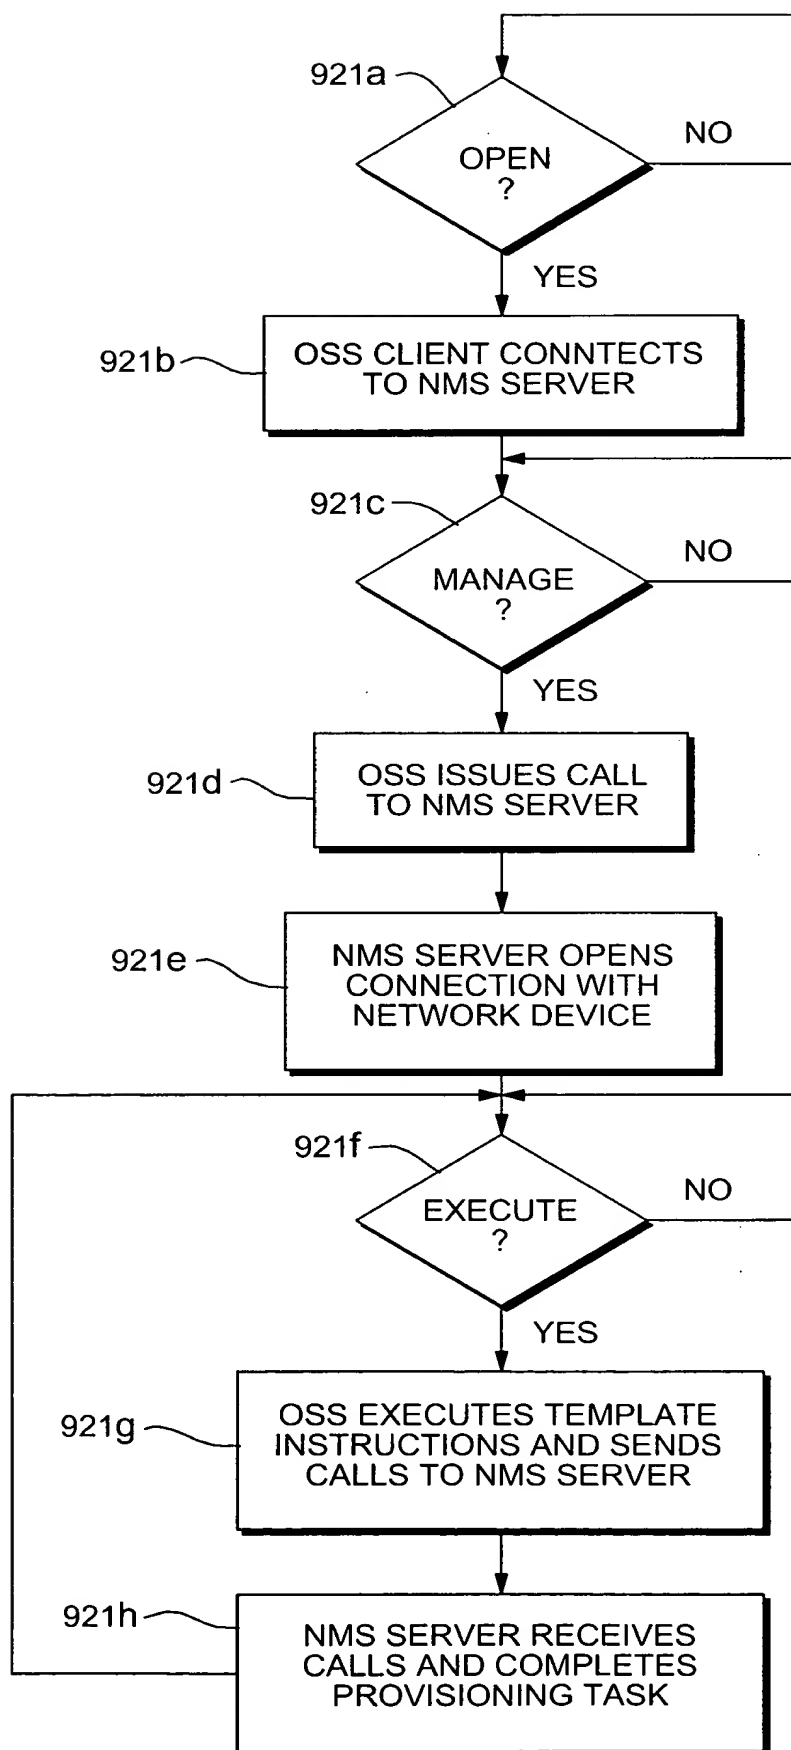 921a
OPEN
?
NO
YES
921b
OSS CLIENT CONNTECTS
TO NMS SERVER
921c
MANAGE
?
NO
YES
921d
OSS ISSUES CALL
TO NMS SERVER
921e
NMS SERVER OPENS
CONNECTION WITH
NETWORK DEVICE
921f
EXECUTE
?
NO
YES
921g
OSS EXECUTES TEMPLATE
INSTRUCTIONS AND SENDS
CALLS TO NMS SERVER
921h
NMS SERVER RECEIVES
CALLS AND COMPLETES
PROVISIONING TASK